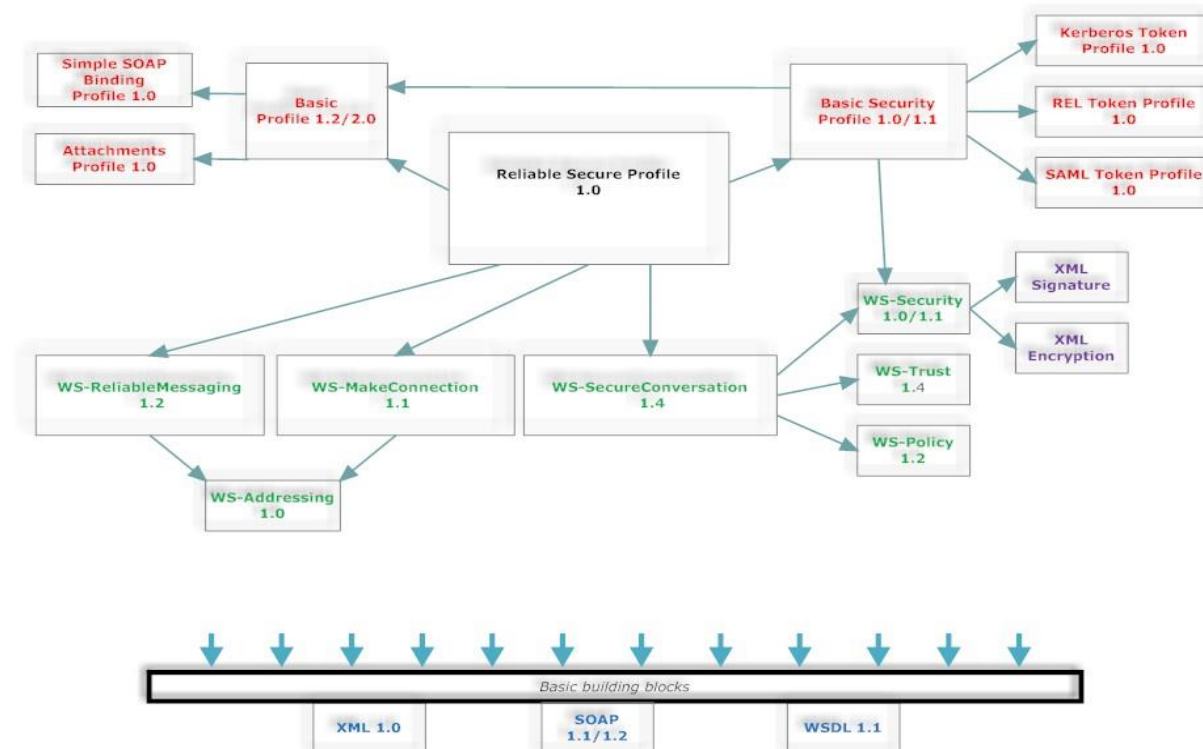 Kerberos Token
Profile 1.0
Simple SOAP
Binding
Profile 1.0
Basic
Profile 1.2/2.0
Basic Security
Profile 1.0/1.1
REL Token Profile
1.0
Attachments
Profile 1.0
Reliable Secure Profile
1.0
SAML Token Profile
1.0
XML
Signature
WS-Security
1.0/1.1
XML
Encryption
WS-ReliableMessaging
1.2
WS-MakeConnection
1.1
WS-SecureConversation
1.4
WS-Trust
1.4
WS-Policy
1.2
WS-Addressing
1.0
Basic building blocks
XML 1.0
SOAP
1.1/1.2
WSDL 1.1